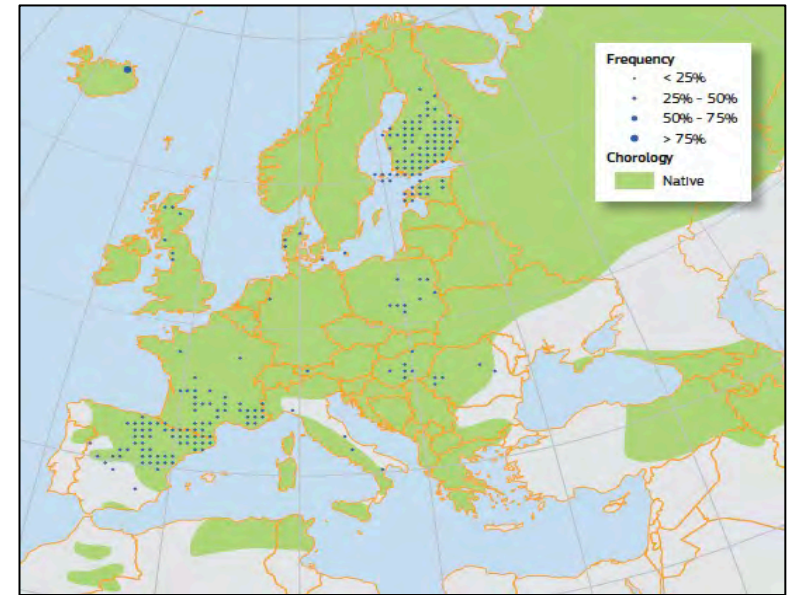 Frequency
< 25%
25% - 50%
50% - 75%
> 75%
Chorology
Native